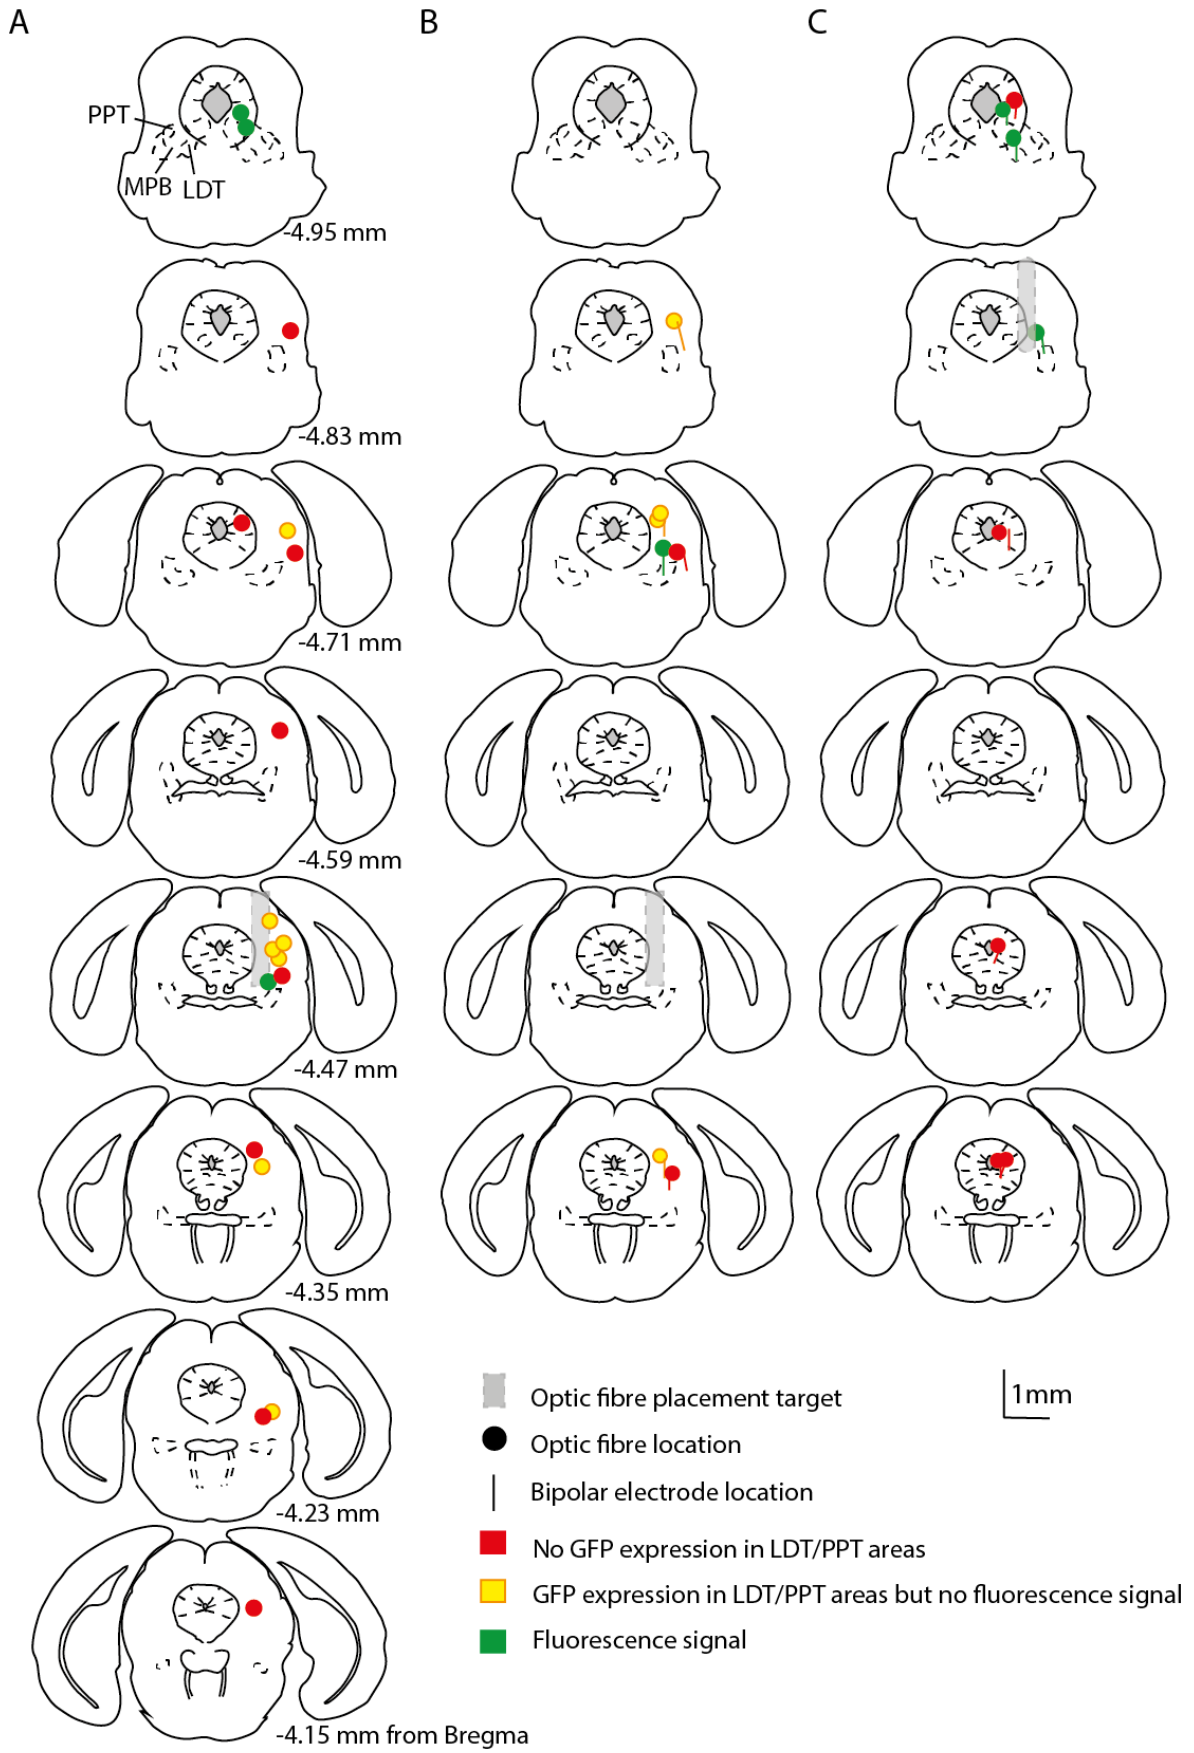 A
B
C
PPT
MPB LDT
-4.95 mm
-4.83 mm
-4.71 mm
-4.59 mm
-4.47 mm
-4.35 mm
-4.23 mm
-4.15 mm from Bregma
Optic fibre placement target
Optic fibre location
Bipolar electrode location
No GFP expression in LDT/PPT areas
GFP expression in LDT/PPT areas but no fluorescence signal
Fluorescence signal
1mm